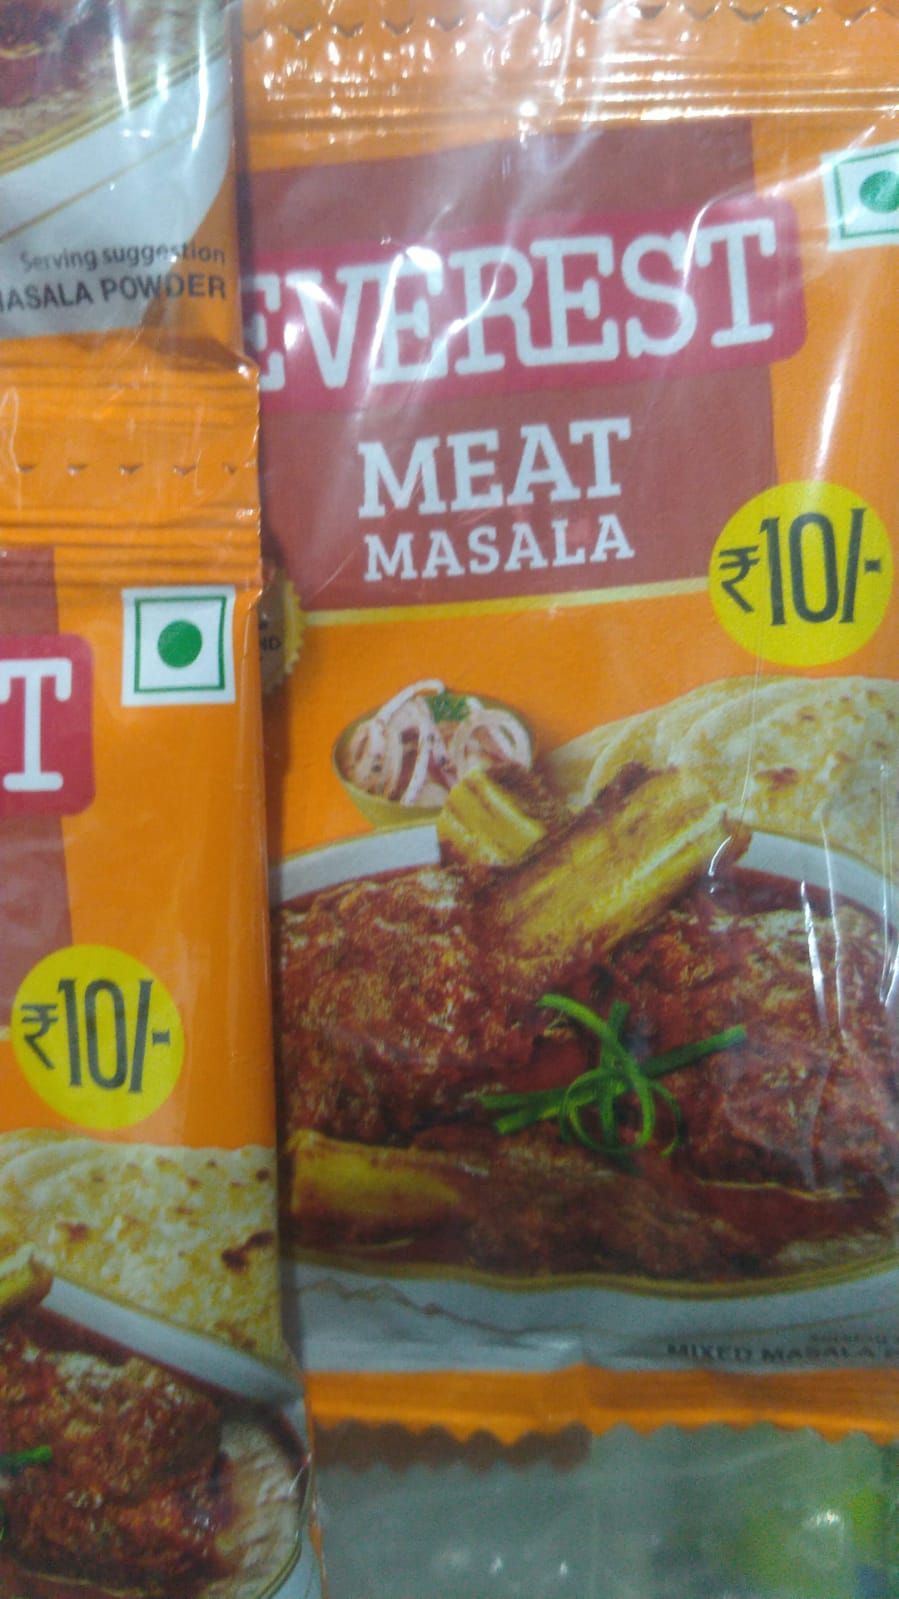 Serving suggestion
MASALA POWDER
EVEREST
MEAT
MASALA
₹10/-
T
₹10/-
MIXED MASALA